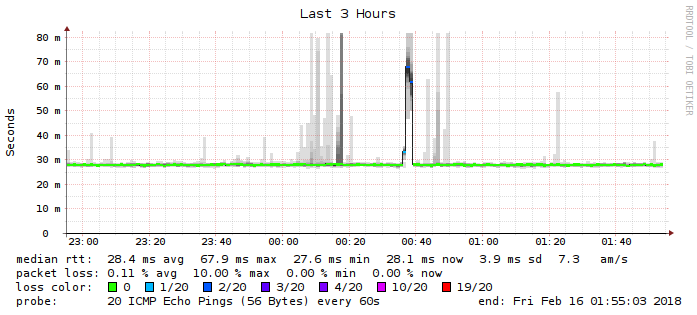 Last 3 Hours
RRDTOOL / TOBI OETIKER
Seconds
80 m
70 m
60 m
50 m
40 m
30 m
20 m
10 m
0
23:00 23:20 23:40 00:00 00:20 00:40 01:00 01:20 01:40
median rtt: 28.4 ms avg 67.9 ms max 27.6 ms min 28.1 ms now 3.9 ms sd 7.3 am/s
packet loss: 0.11 % avg 10.00 % max 0.00 % min 0.00 % now
loss color: 0 1/20 2/20 3/20 4/20 10/20 19/20
probe: 20 ICMP Echo Pings (56 Bytes) every 60s end: Fri Feb 16 01:55:03 2018